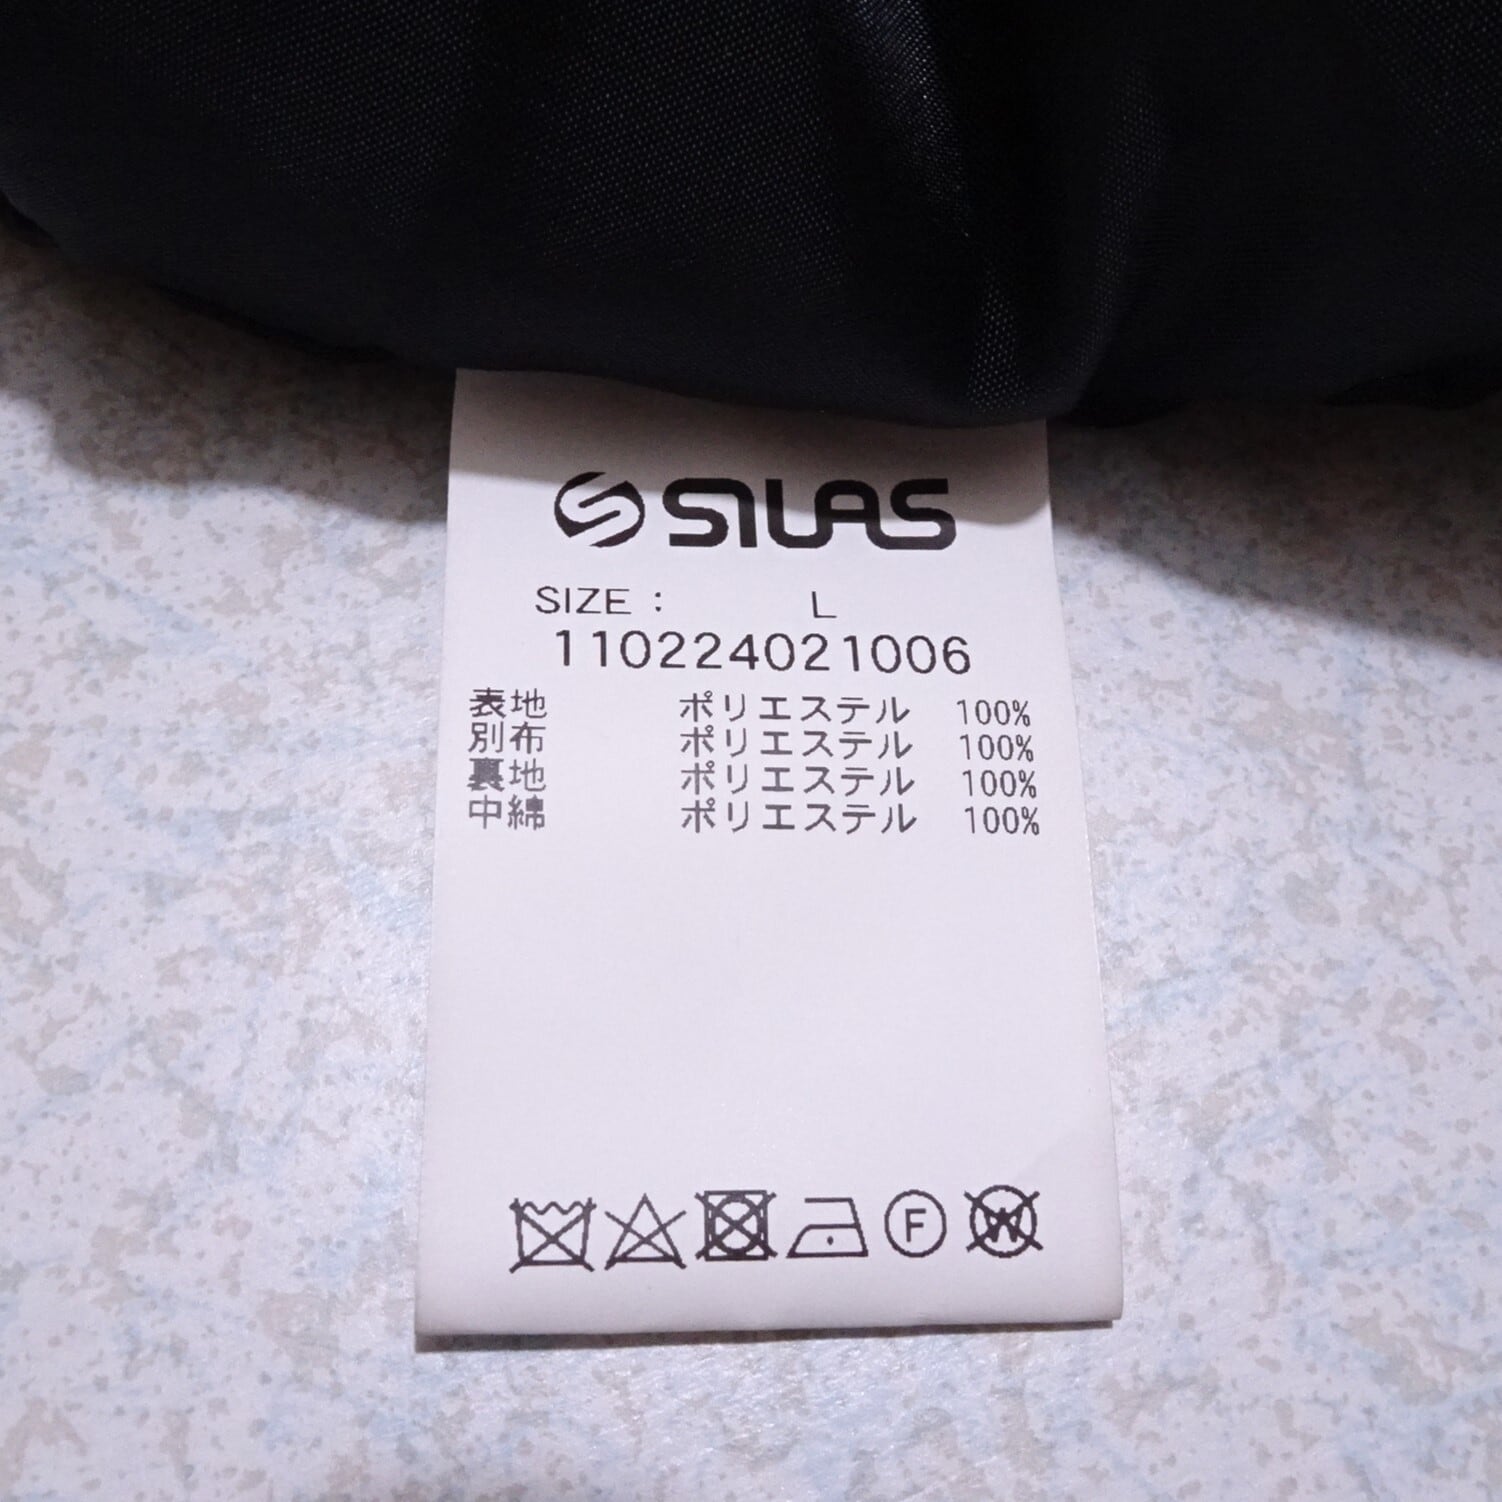 SILAS
SIZE : L
110224021006
表地 ポリエステル 100%
別布 ポリエステル 100%
裏地 ポリエステル 100%
中綿 ポリエステル 100%
F W